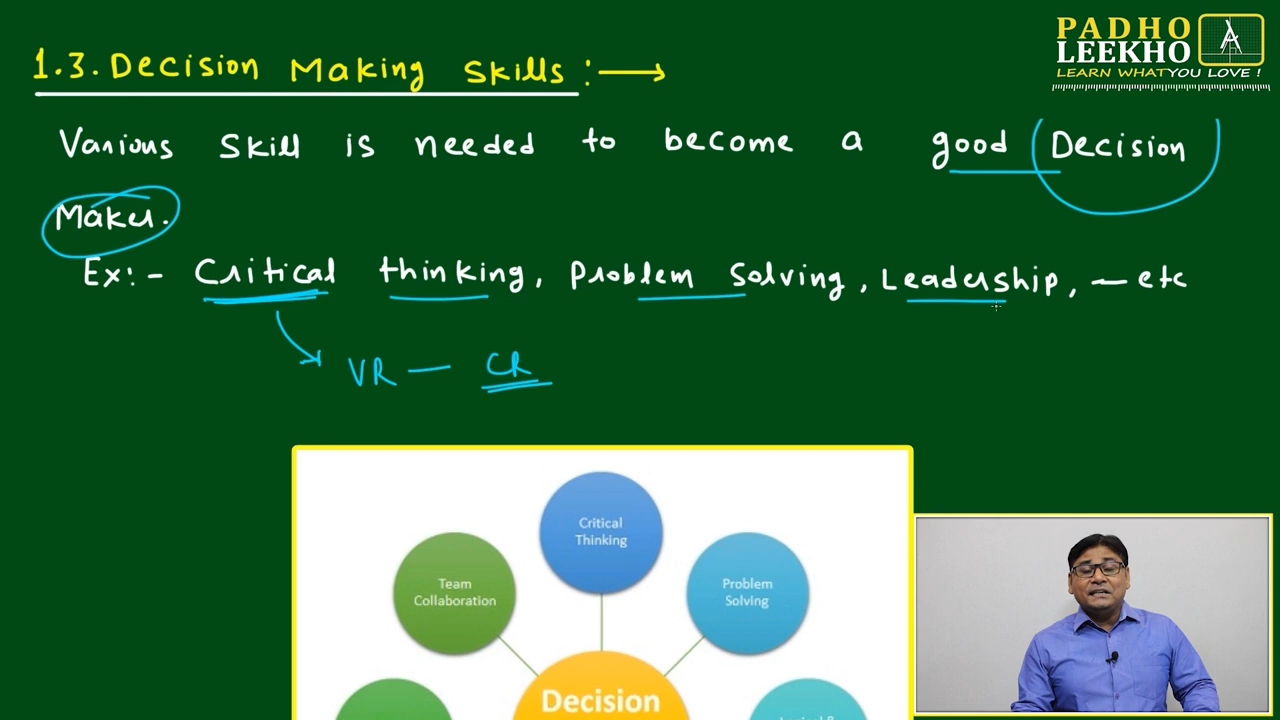 PADHO
LEEKHO
LEARN WHAT YOU LOVE !
1.3. Decision Making Skills :→
Various skill is needed to become a good Decision
Maker.
Ex:- Critical thinking, Problem Solving, Leadership, — etc
VR — CR
Critical
Thinking
Team
Collaboration
Problem
Solving
Decision